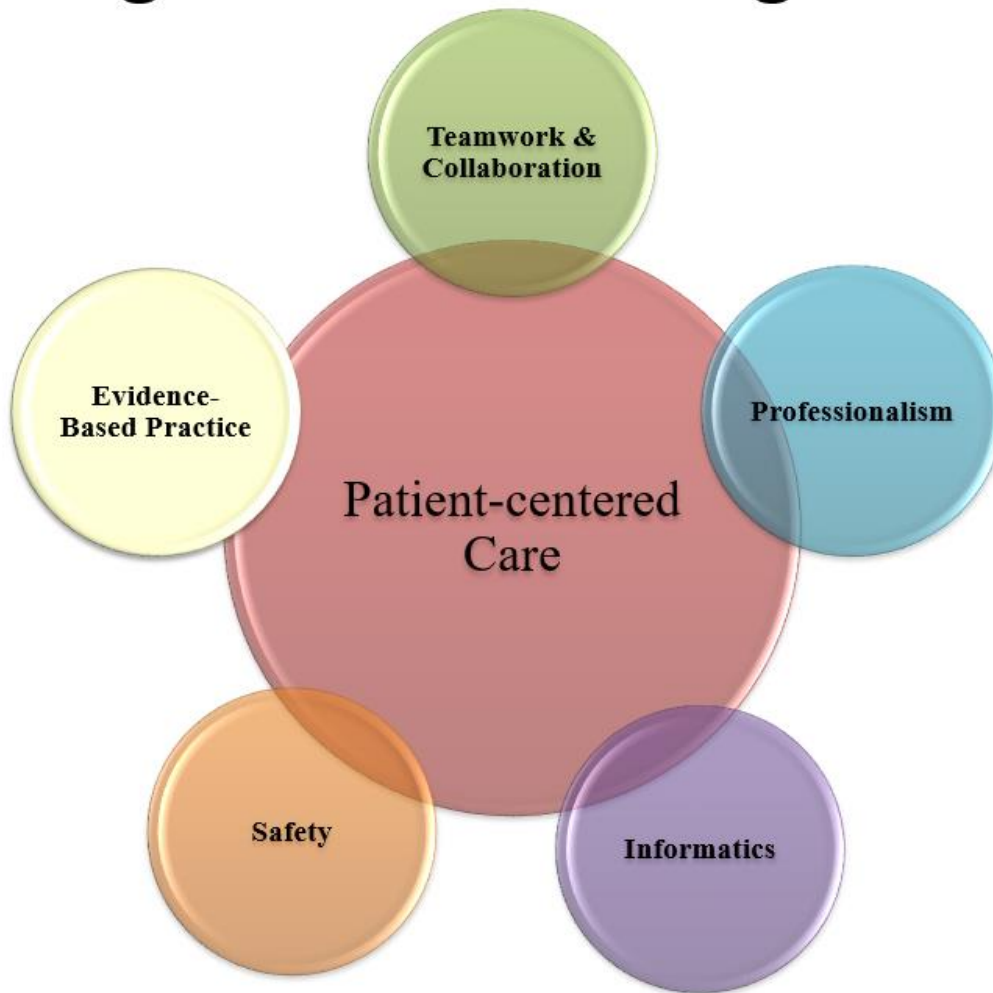 Teamwork &
Collaboration
Evidence-
Based Practice
Professionalism
Patient-centered
Care
Safety
Informatics